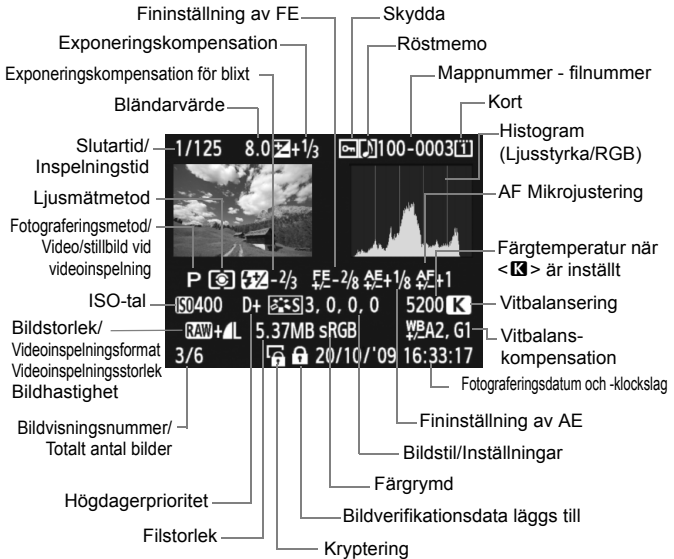 Fininställning av FE
Skydda
Exponeringskompensation
Röstmemo
Exponeringskompensation för blixt
Mappnummer - filnummer
Bländarvärde
Kort
Slutartid/
Inspelningstid
Histogram
(Ljusstyrka/RGB)
1/125 8.0 +1/3 100-0003
Ljusmätmetod
AF Mikrojustering
Fotograferingsmetod/
Video/stillbild vid
videoinspelning
Färgtemperatur när
<K> är inställt
P -2/3 FE+/-2/8 AE+/-+1/8 AF+/-+1
ISO-tal
ISO400 D+ S 3, 0, 0, 0 5200 K
Vitbalansering
Bildstorlek/
Videoinspelningsformat
Videoinspelningsstorlek
Bildhastighet
RAW+L 5.37MB sRGB WB+/-A2, G1
Vitbalans-
kompensation
3/6 20/10/'09 16:33:17
Fotograferingsdatum och -klockslag
Bildvisningsnummer/
Totalt antal bilder
Fininställning av AE
Bildstil/Inställningar
Högdagerprioritet
Färgrymd
Filstorlek
Bildverifikationsdata läggs till
Kryptering